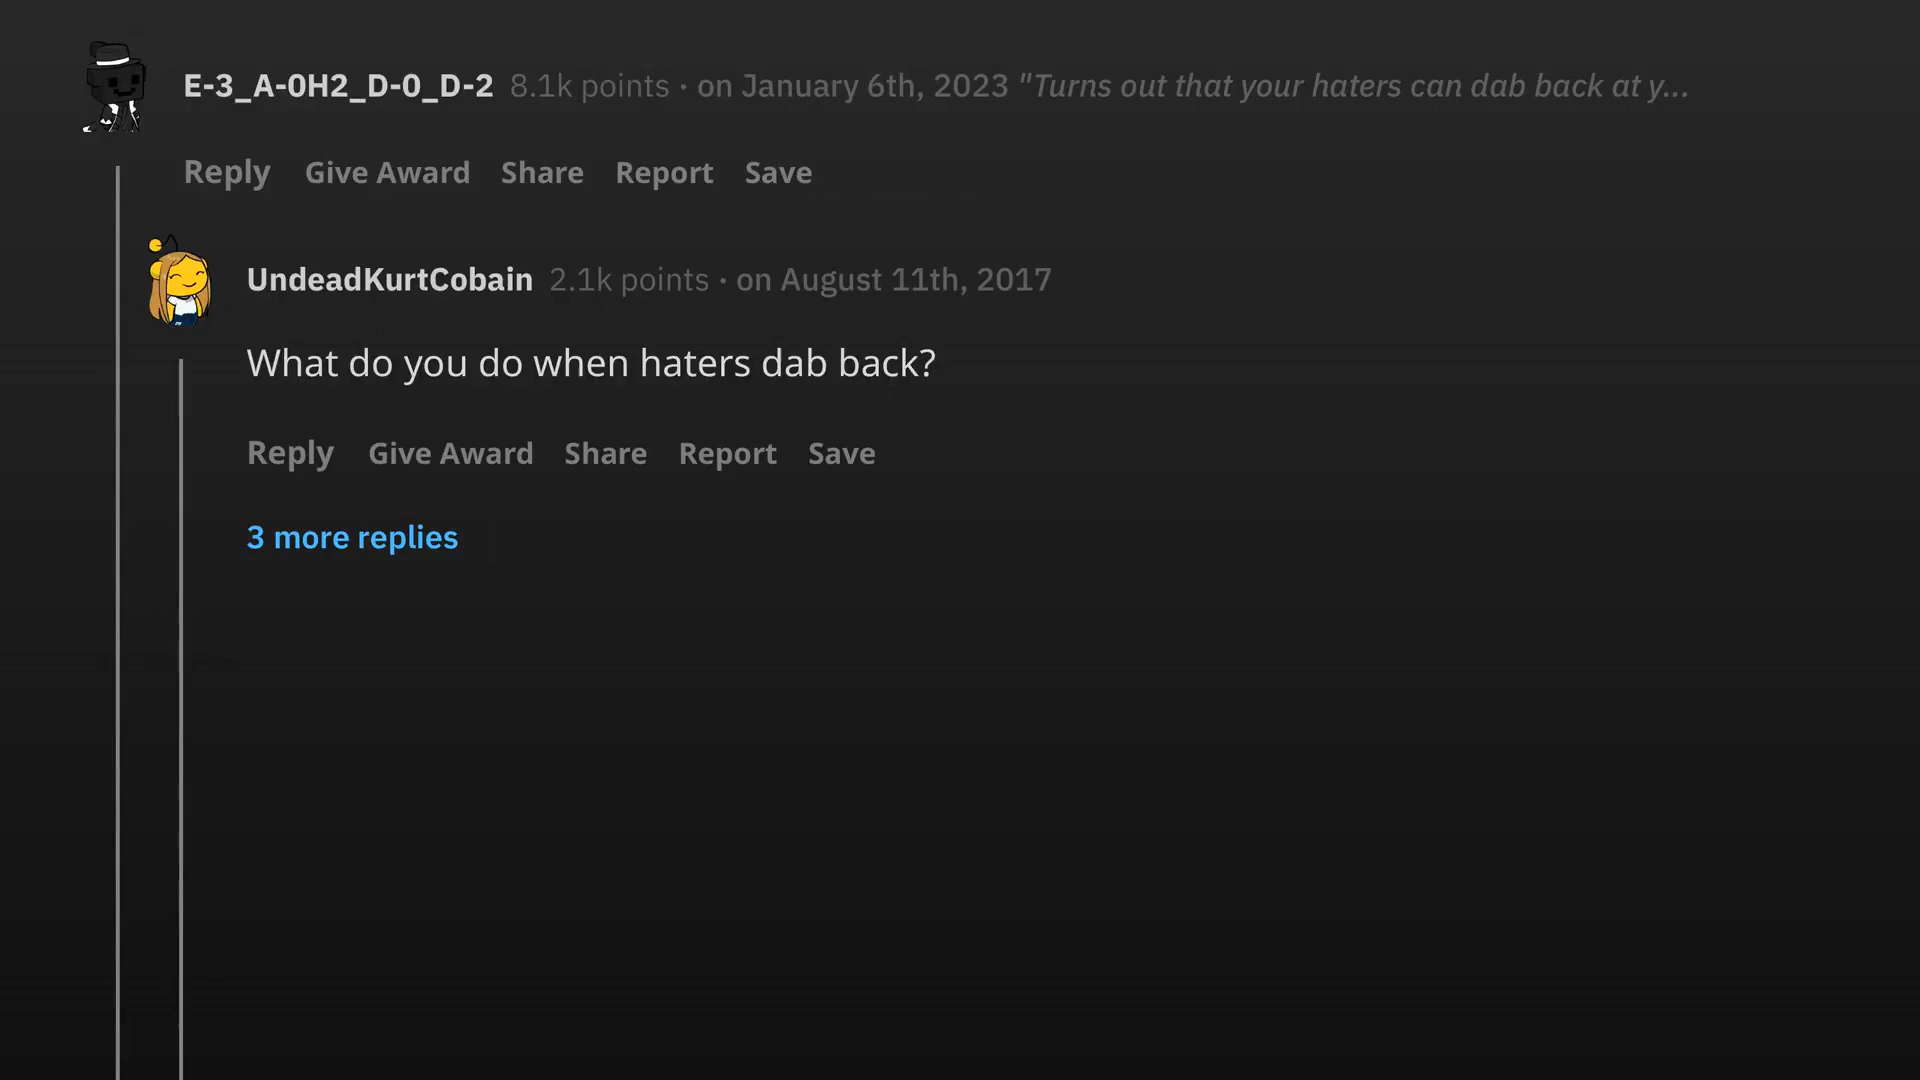 E-3_A-0H2_D-0_D-2 8.1k points · on January 6th, 2023 "Turns out that your haters can dab back at y...
Reply Give Award Share Report Save
UndeadKurtCobain 2.1k points · on August 11th, 2017
What do you do when haters dab back?
Reply Give Award Share Report Save
3 more replies